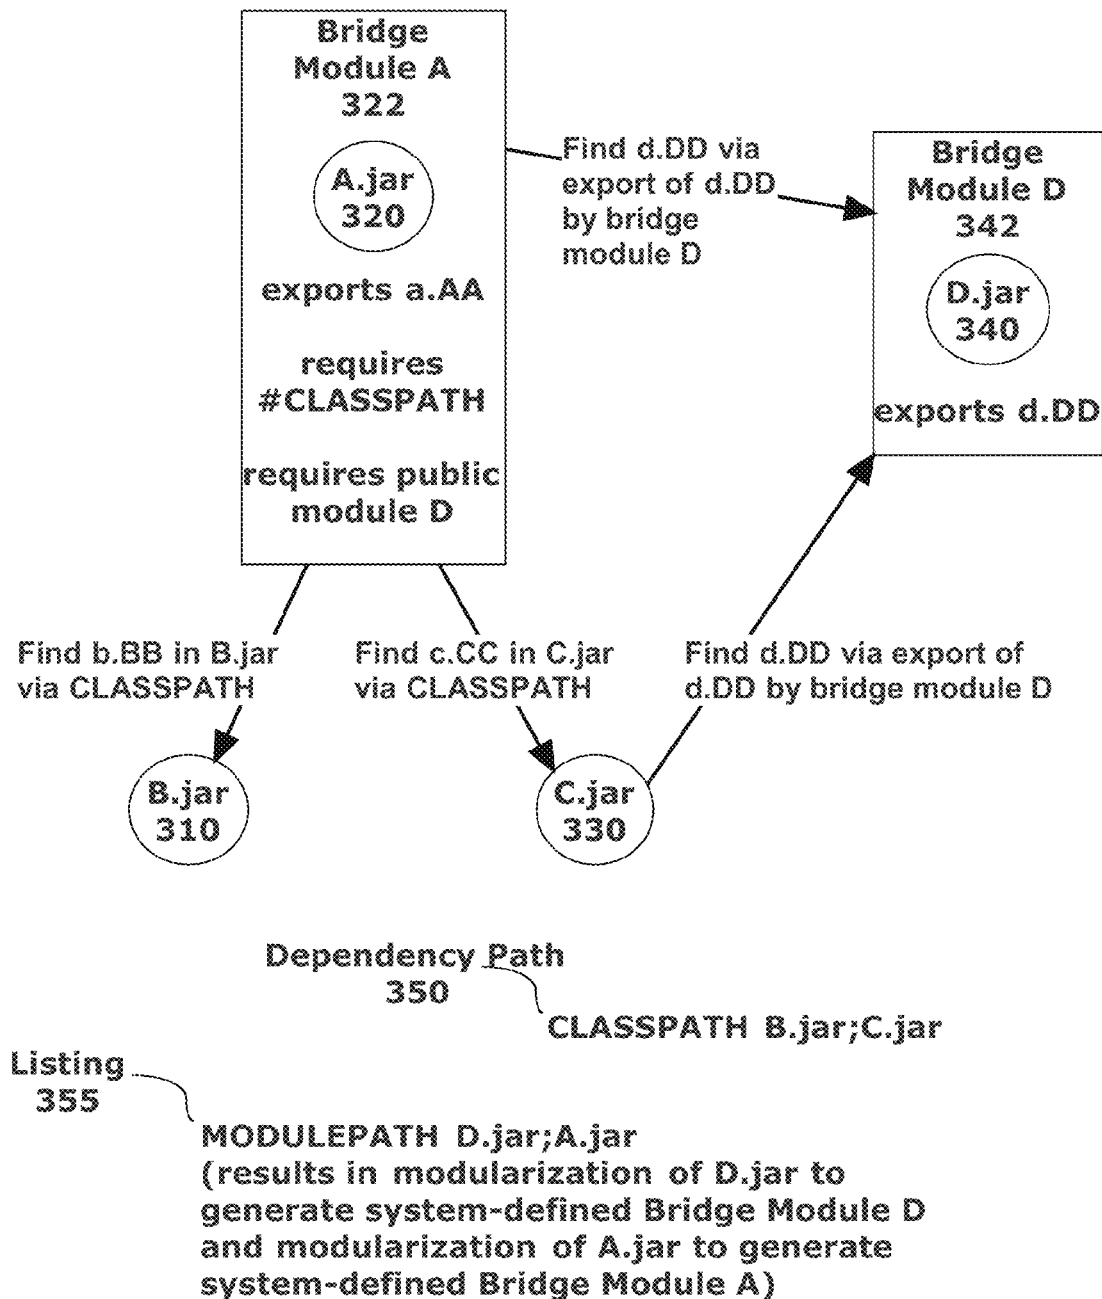 Bridge
Module A
322
A.jar
320
exports a.AA
requires
#CLASSPATH
requires public
module D
Find d.DD via
export of d.DD
by bridge
module D
Bridge
Module D
342
D.jar
340
exports d.DD
Find b.BB in B.jar
via CLASSPATH
Find c.CC in C.jar
via CLASSPATH
Find d.DD via export of
d.DD by bridge module D
B.jar
310
C.jar
330
Dependency Path
350
CLASSPATH B.jar;C.jar
Listing
355
MODULEPATH D.jar;A.jar
(results in modularization of D.jar to
generate system-defined Bridge Module D
and modularization of A.jar to generate
system-defined Bridge Module A)